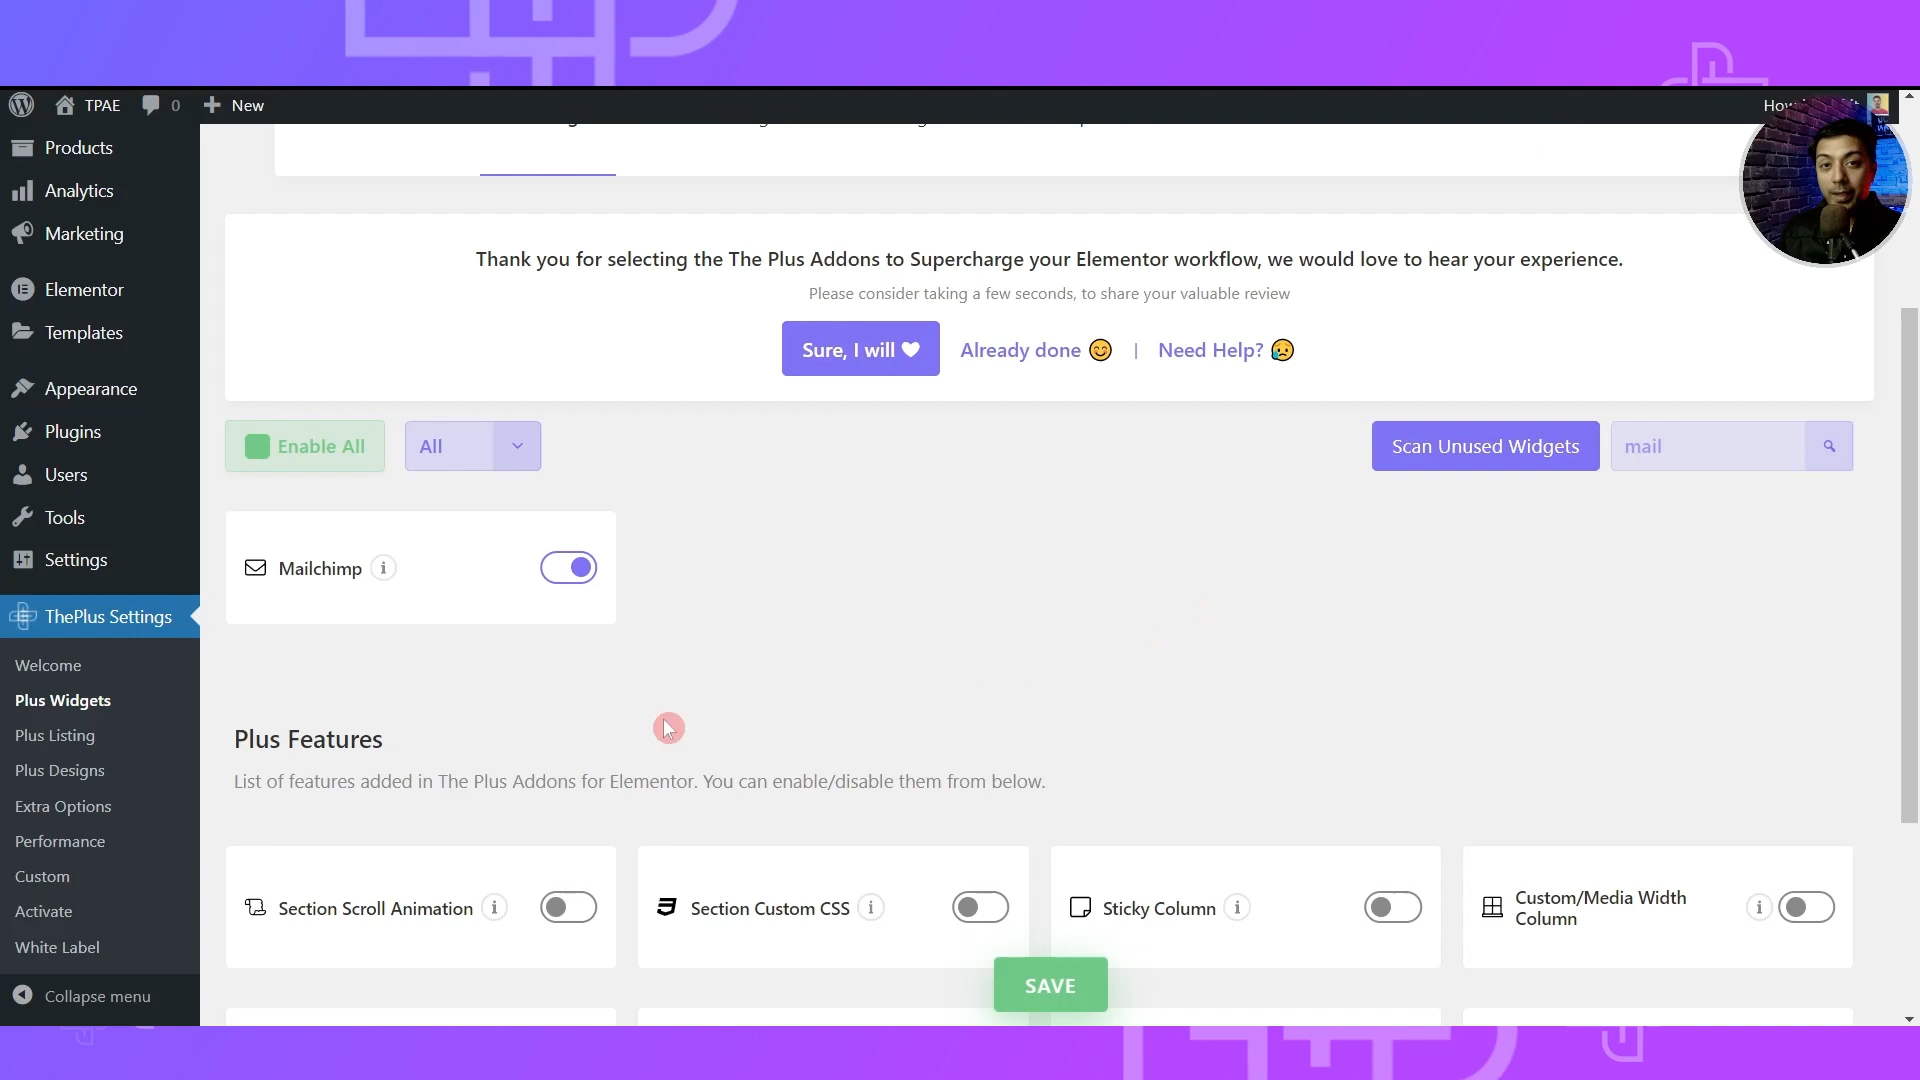 TPAE 0 New
Products
Analytics
Marketing
Elementor
Templates
Appearance
Plugins
Users
Tools
Settings
ThePlus Settings
Welcome
Plus Widgets
Plus Listing
Plus Designs
Extra Options
Performance
Custom
Activate
White Label
Collapse menu
Thank you for selecting the The Plus Addons to Supercharge your Elementor workflow, we would love to hear your experience.
Please consider taking a few seconds, to share your valuable review
Sure, I will Already done 😊 | Need Help? 😥
Enable All All Scan Unused Widgets mail
Mailchimp i
Plus Features
List of features added in The Plus Addons for Elementor. You can enable/disable them from below.
Section Scroll Animation i
Section Custom CSS i
Sticky Column i
Custom/Media Width
Column i
SAVE